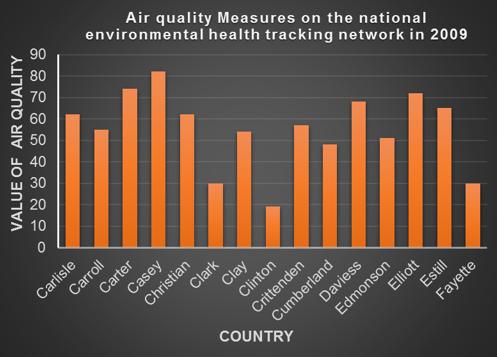 Air quality Measures on the national
environmental health tracking network in 2009
VALUE OF AIR QUALITY
90
80
70
60
50
40
30
20
10
0
Carlisle
Carroll
Carter
Casey
Christian
Clark
Clay
Clinton
Crittenden
Cumberland
Daviess
Edmonson
Elliott
Estill
Fayette
COUNTRY